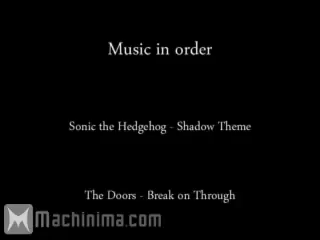 Music in order
Sonic the Hedgehog - Shadow Theme
The Doors - Break on Through
Machinima.com